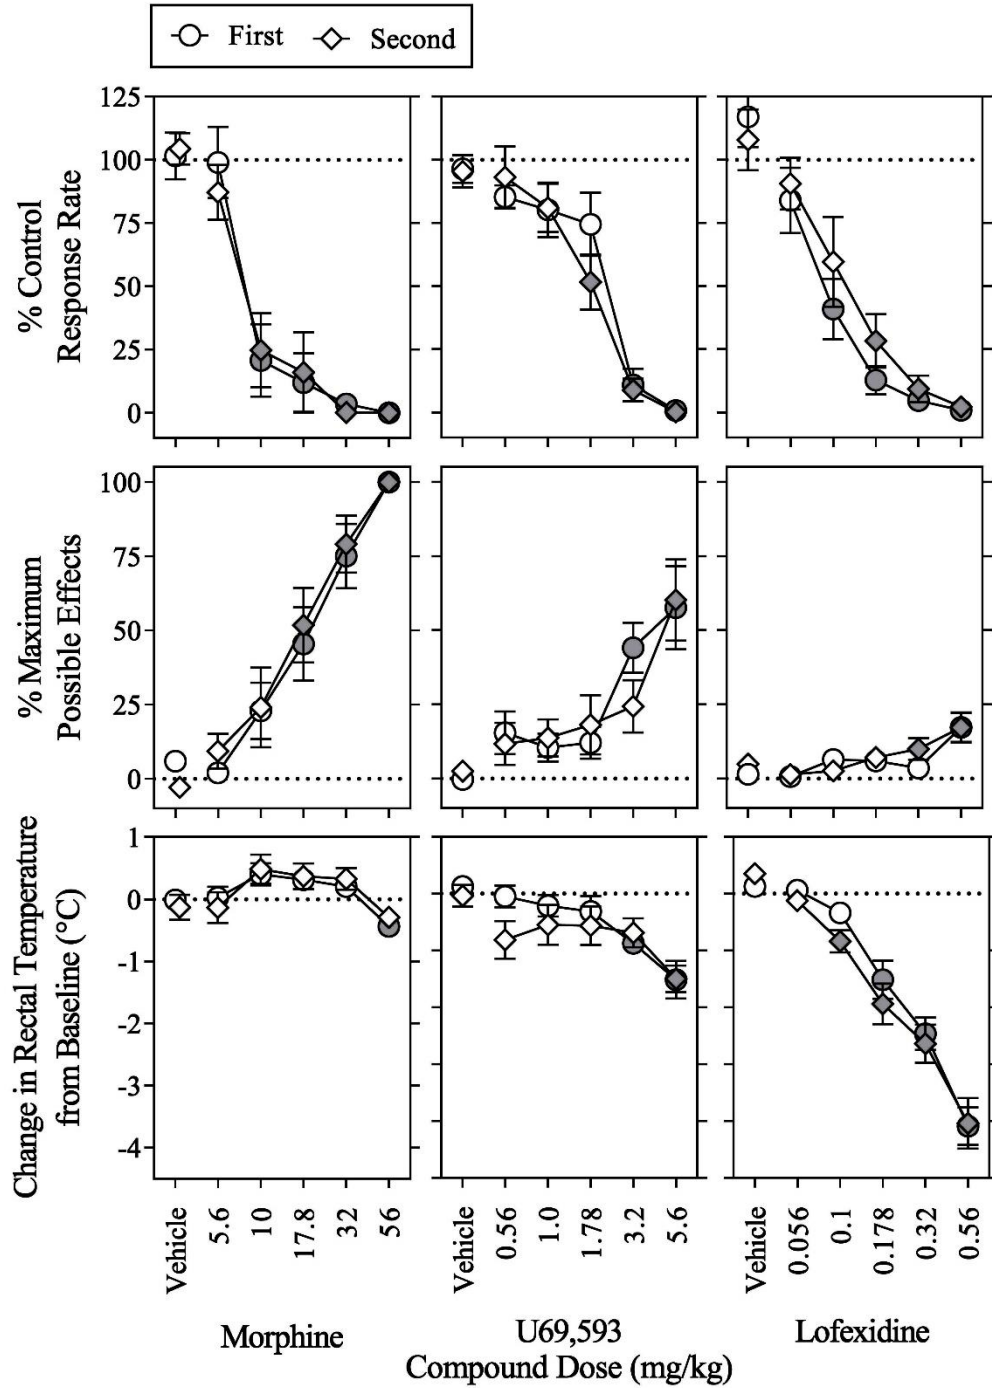 First Second
% Control
Response Rate
125
100
75
50
25
0
% Maximum
Possible Effects
100
75
50
25
0
Change in Rectal Temperature
from Baseline (°C)
1
0
-1
-2
-3
-4
Vehicle 5.6 10 17.8 32 56
Vehicle 0.56 1.0 1.78 3.2 5.6
Vehicle 0.056 0.1 0.178 0.32 0.56
Morphine U69,593 Lofexidine
Compound Dose (mg/kg)